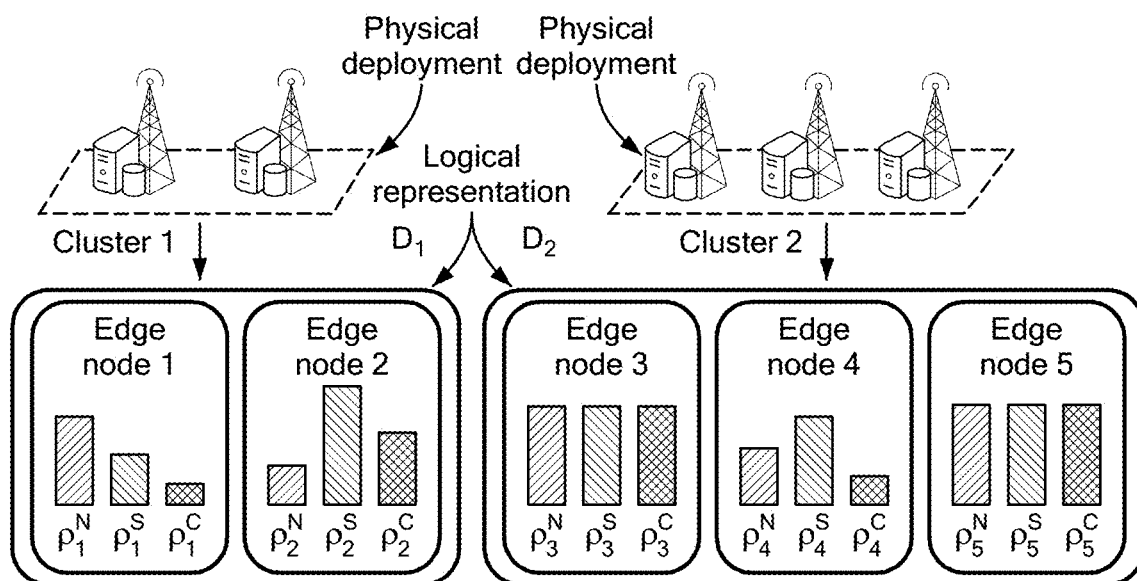 Physical
deployment
Physical
deployment
Logical
representation
Cluster 1
D₁
D₂
Cluster 2
Edge
node 1
Edge
node 2
Edge
node 3
Edge
node 4
Edge
node 5
ρ₁ᴺ ρ₁ˢ ρ₁ᶜ
ρ₂ᴺ ρ₂ˢ ρ₂ᶜ
ρ₃ᴺ ρ₃ˢ ρ₃ᶜ
ρ₄ᴺ ρ₄ˢ ρ₄ᶜ
ρ₅ᴺ ρ₅ˢ ρ₅ᶜ